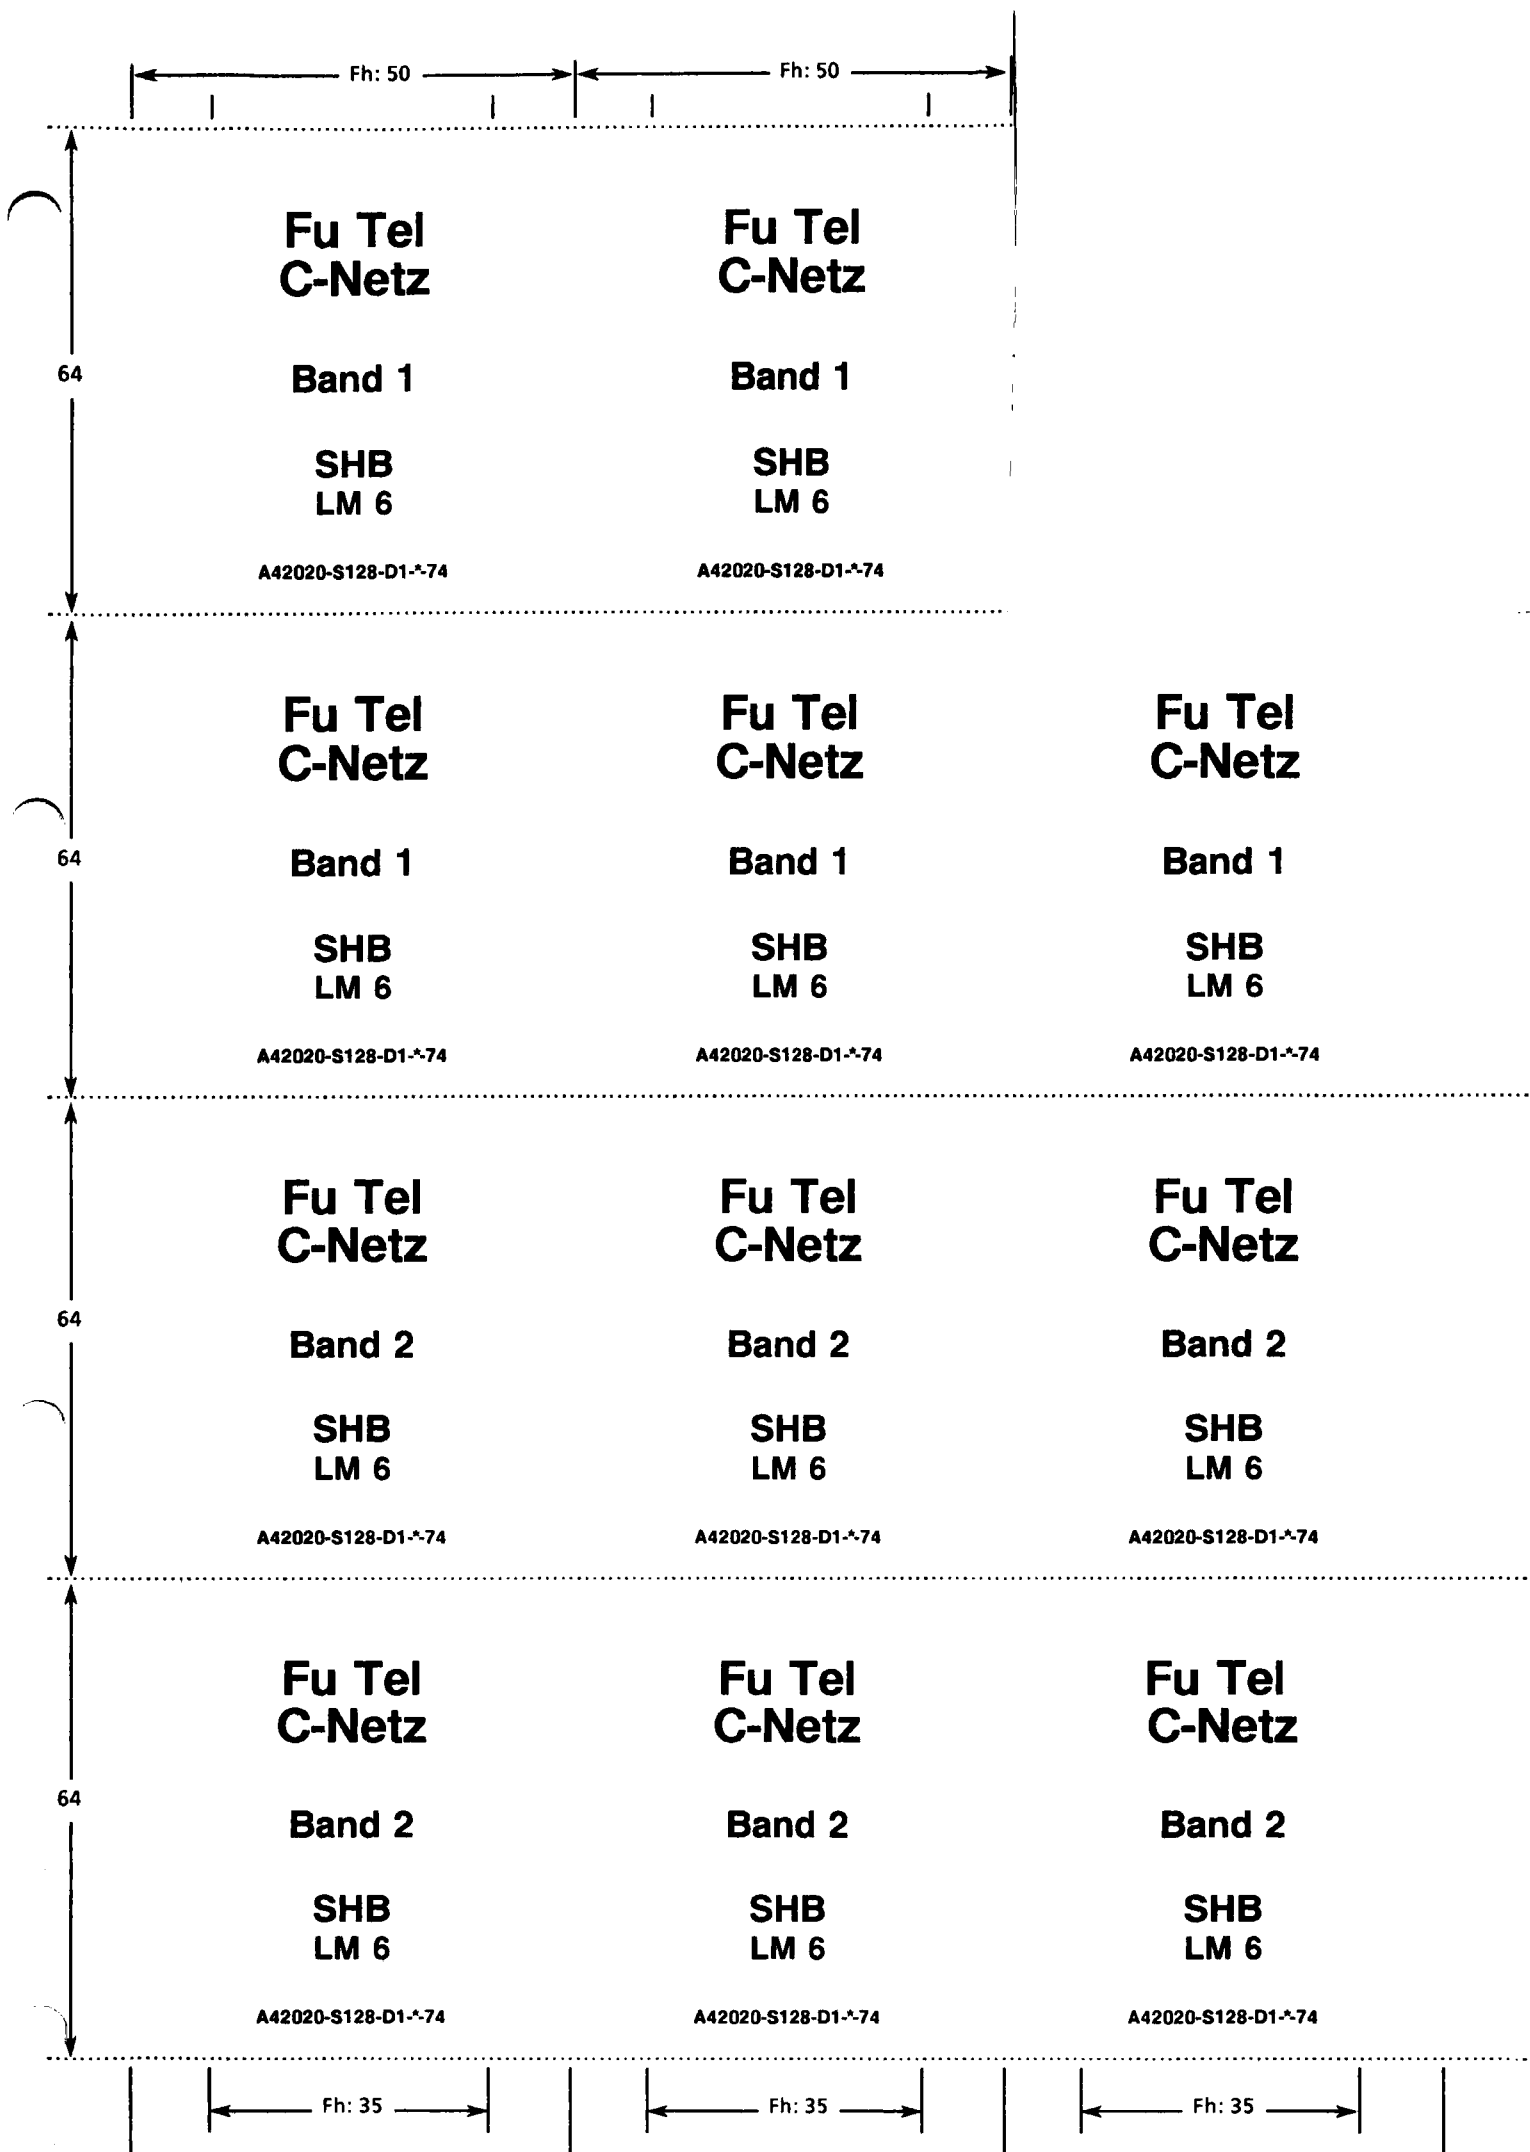 Fh: 50 Fh: 50
Fu Tel Fu Tel
C-Netz C-Netz
64 Band 1 Band 1
SHB SHB
LM 6 LM 6
A42020-S128-D1-*-74 A42020-S128-D1-*-74
Fu Tel Fu Tel Fu Tel
C-Netz C-Netz C-Netz
64 Band 1 Band 1 Band 1
SHB SHB SHB
LM 6 LM 6 LM 6
A42020-S128-D1-*-74 A42020-S128-D1-*-74 A42020-S128-D1-*-74
Fu Tel Fu Tel Fu Tel
C-Netz C-Netz C-Netz
64
Band 2 Band 2 Band 2
SHB SHB SHB
LM 6 LM 6 LM 6
A42020-S128-D1-*-74 A42020-S128-D1-*-74 A42020-S128-D1-*-74
Fu Tel Fu Tel Fu Tel
C-Netz C-Netz C-Netz
64
Band 2 Band 2 Band 2
SHB SHB SHB
LM 6 LM 6 LM 6
A42020-S128-D1-*-74 A42020-S128-D1-*-74 A42020-S128-D1-*-74
Fh: 35 Fh: 35 Fh: 35